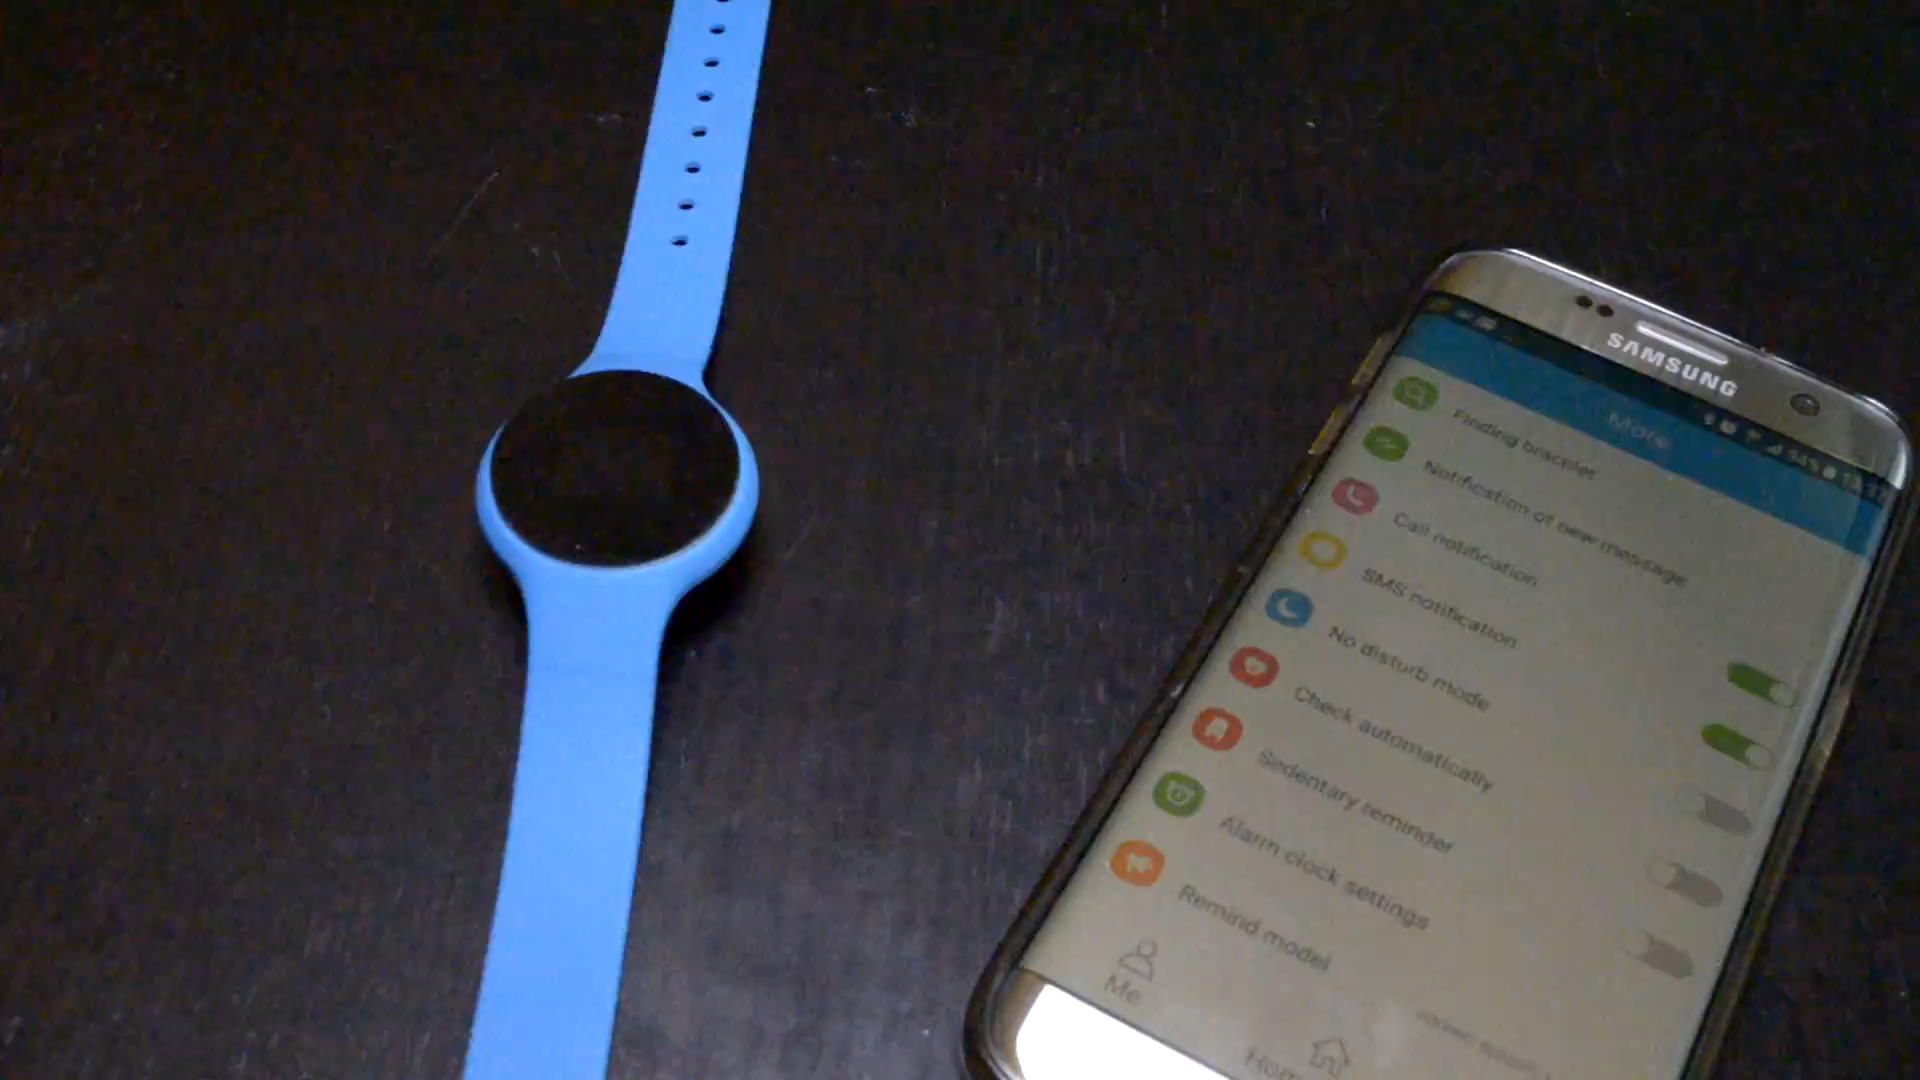 SAMSUNG
94%
More
Finding bracelet
Notification of new message
Call notification
SMS notification
No disturb mode
Check automatically
Sedentary reminder
Alarm clock settings
Remind model
Me